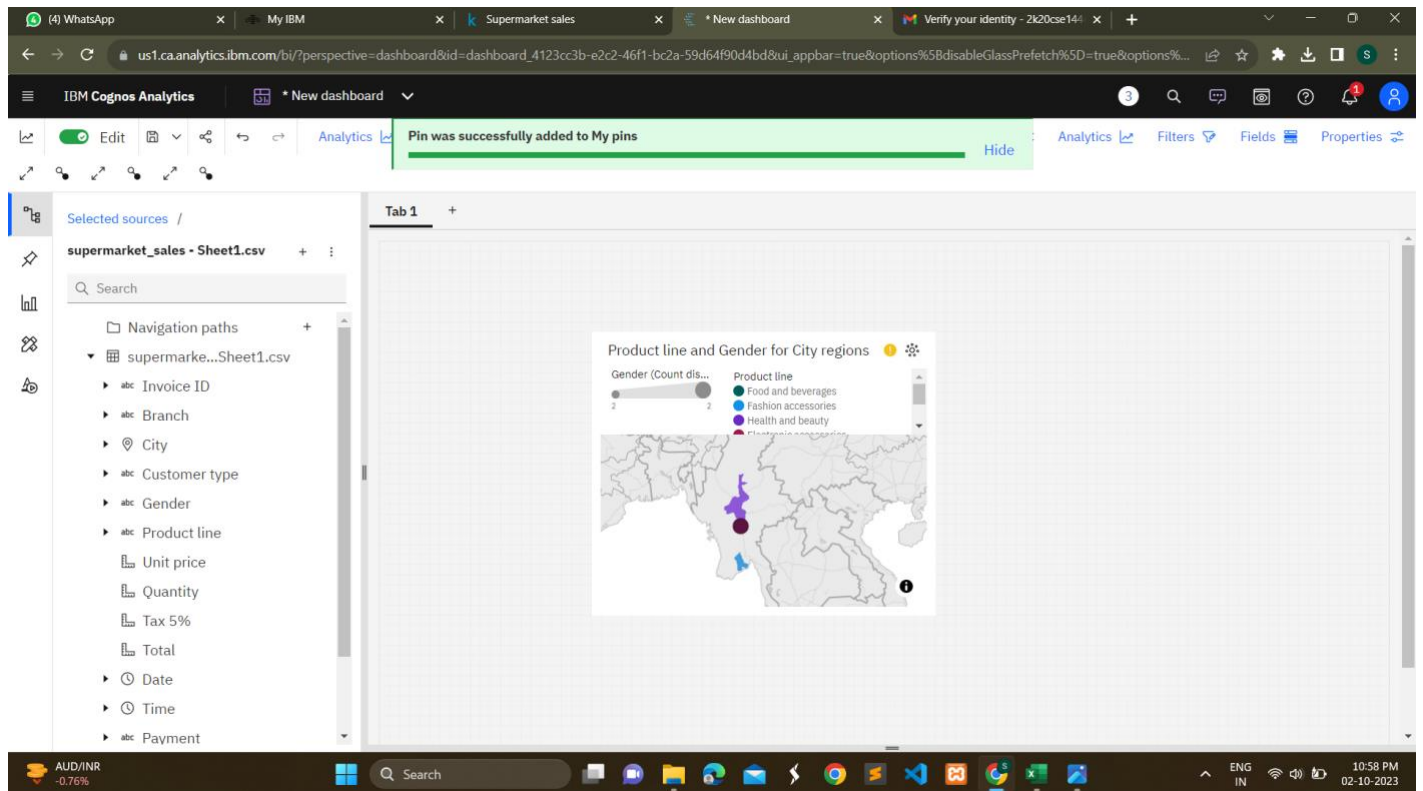 (4) WhatsApp
My IBM
Supermarket sales
* New dashboard
Verify your identity - 2k20cse144
us1.ca.analytics.ibm.com/bi/?perspective=dashboard&id=dashboard_4123cc3b-e2c2-46f1-bc2a-59d64f90d4bd&ui_appbar=true&options%5BdisableGlassPrefetch%5D=true&options%...
S
IBM Cognos Analytics
* New dashboard
3
1
Edit
Analytics
Pin was successfully added to My pins
Hide
Analytics
Filters
Fields
Properties
Selected sources /
Tab 1
supermarket_sales - Sheet1.csv
Search
Navigation paths
supermarke...Sheet1.csv
abc Invoice ID
abc Branch
City
abc Customer type
abc Gender
abc Product line
Unit price
Quantity
Tax 5%
Total
Date
Time
abc Payment
Product line and Gender for City regions
Gender (Count dis...
2 2
Product line
Food and beverages
Fashion accessories
Health and beauty
Electronic accessories
AUD/INR
-0.76%
Search
ENG
IN
10:58 PM
02-10-2023